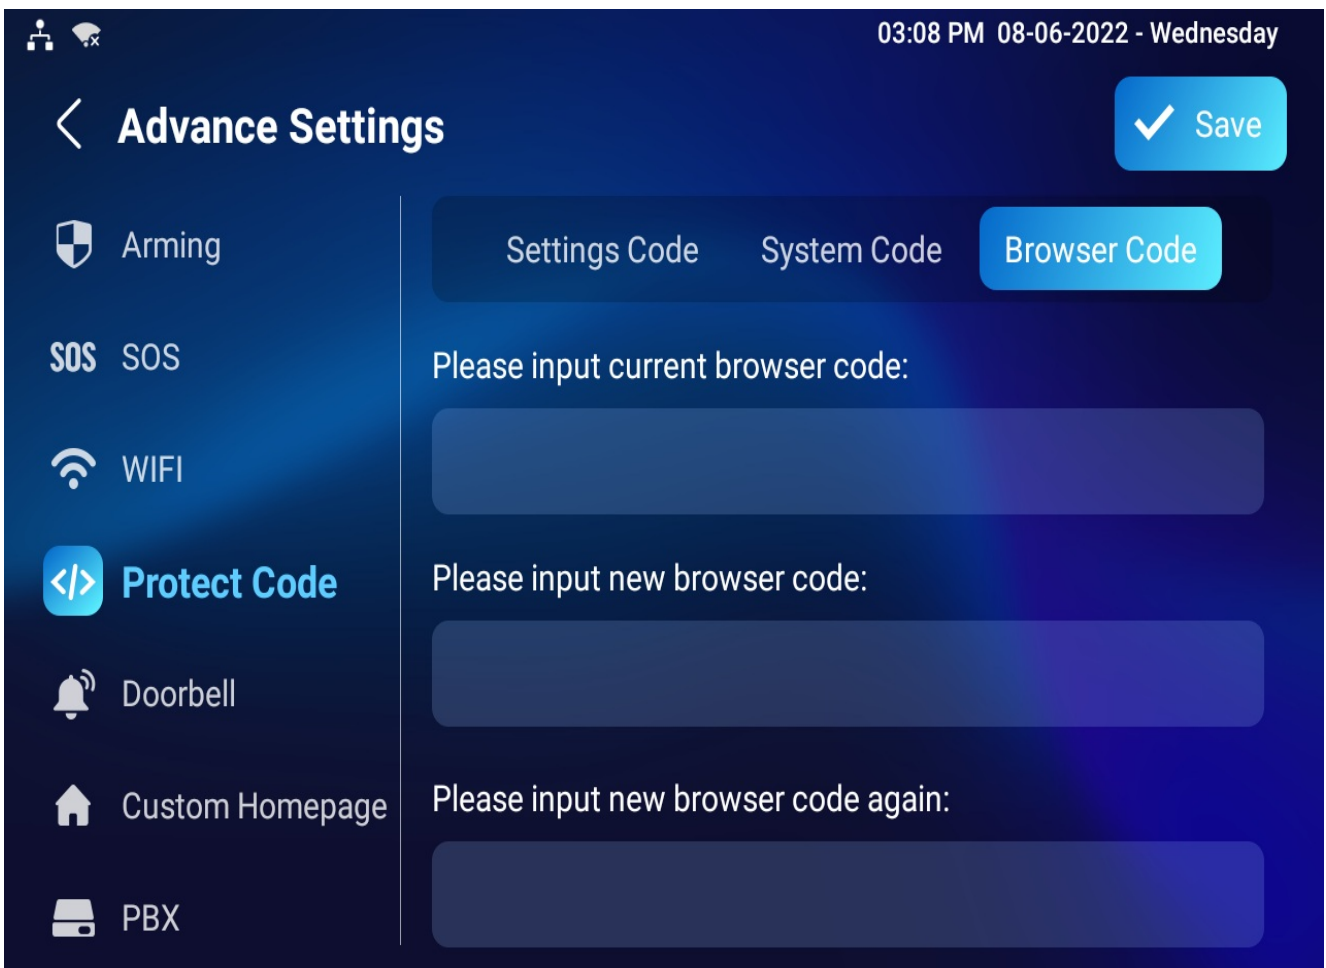 03:08 PM 08-06-2022 - Wednesday
Advance Settings
Save
Arming
SOS SOS
WIFI
Protect Code
Doorbell
Custom Homepage
PBX
Settings Code System Code Browser Code
Please input current browser code:
Please input new browser code:
Please input new browser code again: